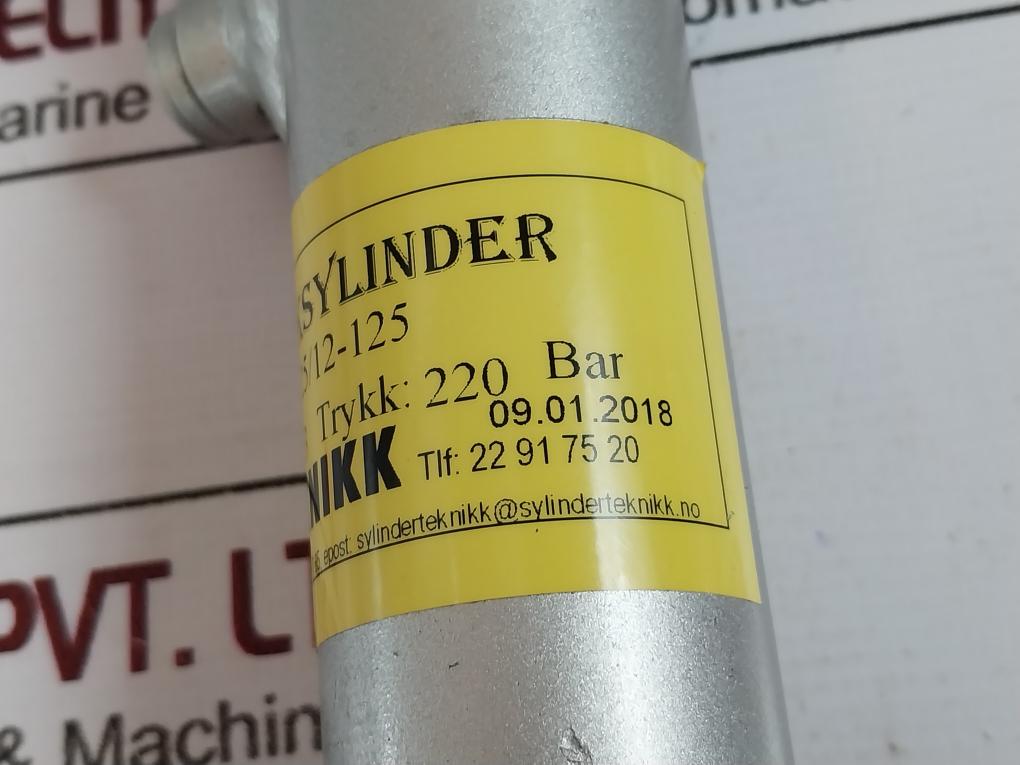 SYLINDER
5/12-125
Trykk: 220 Bar
09.01.2018
NIKK Tlf: 22 91 75 20
epost: sylinderteknikk@sylinderteknikk.no
arine
PVT. LT
& Machin